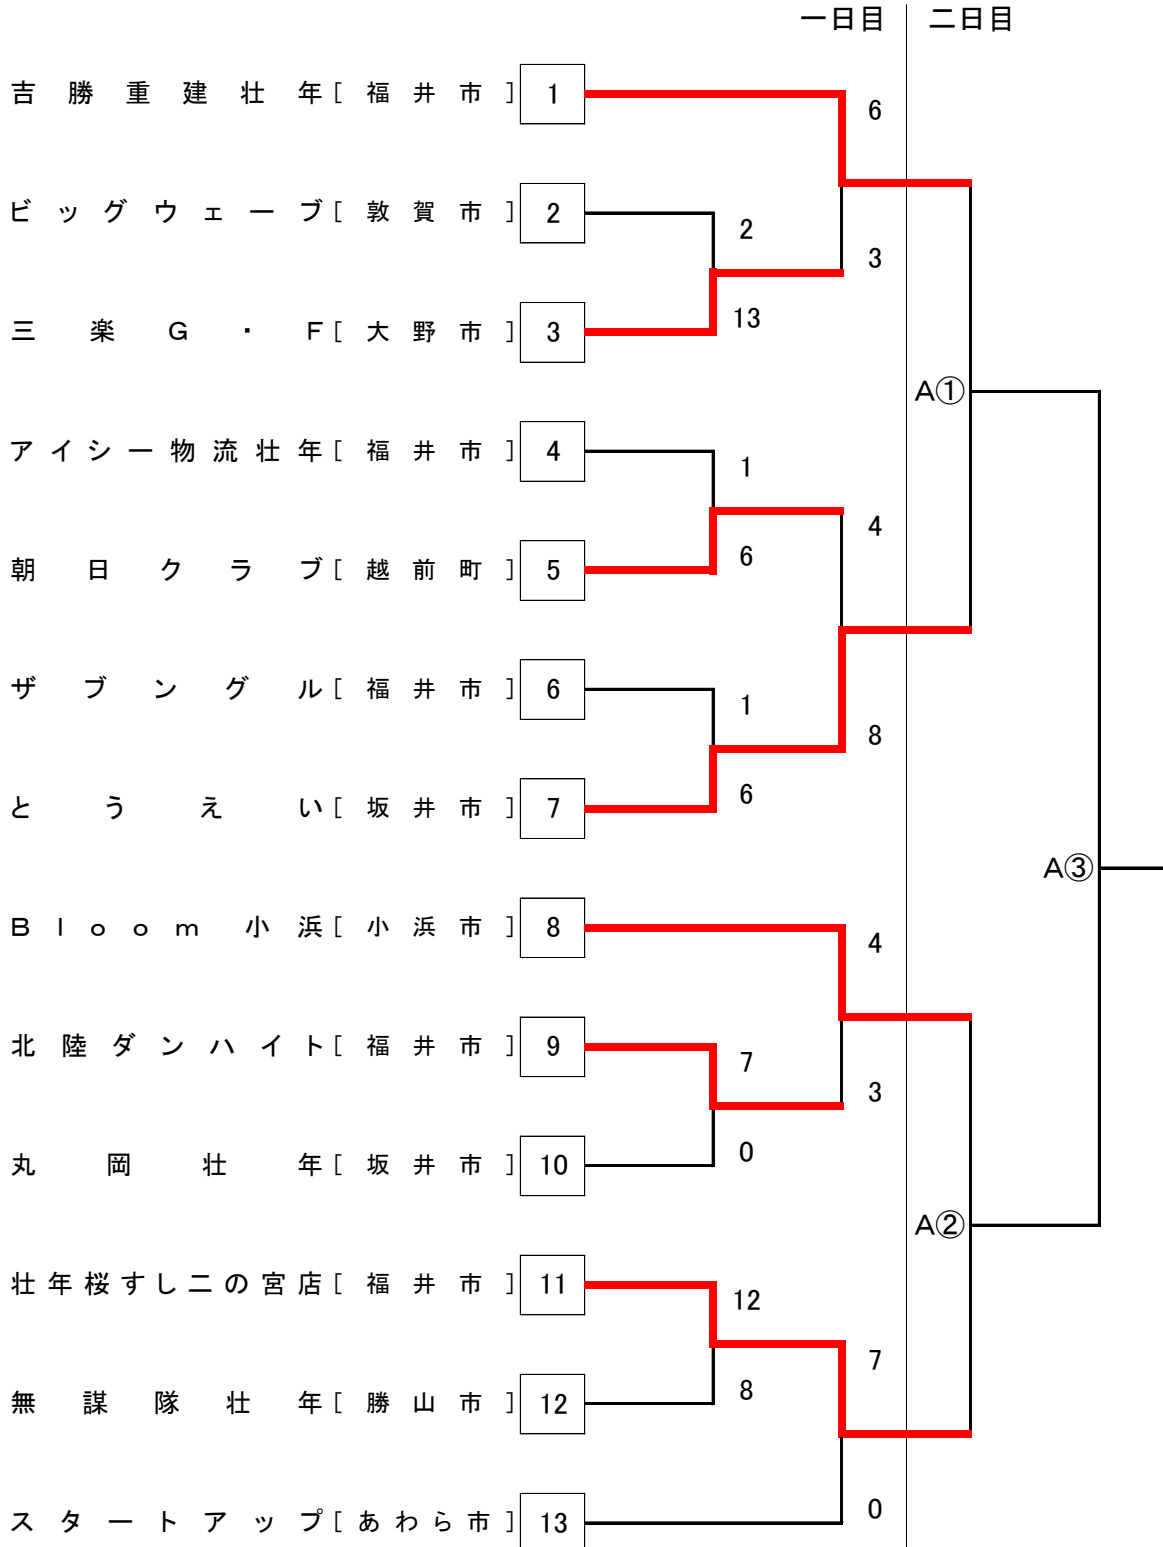 一日目 二日目
吉勝重建壮年[福井市] 1
6
ビッグウェーブ[敦賀市] 2
2
3
三楽G・F[大野市] 3
13
A①
アイシー物流壮年[福井市] 4
1
4
朝日クラブ[越前町] 5
6
ザブングル[福井市] 6
1
8
とうえい[坂井市] 7
6
A③
Bloom小浜[小浜市] 8
4
北陸ダンハイト[福井市] 9
7
3
丸岡壮年[坂井市] 10
0
A②
壮年桜すし二の宮店[福井市] 11
12
7
無謀隊壮年[勝山市] 12
8
スタートアップ[あわら市] 13
0